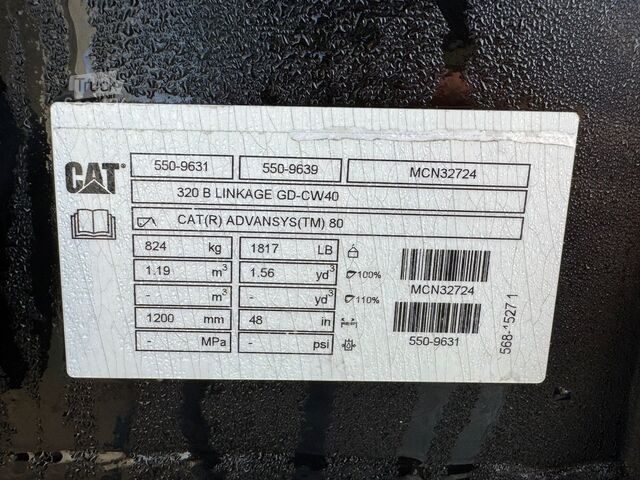 Truck
CAT 550-9631 550-9639 MCN32724
320 B LINKAGE GD-CW40
CAT(R) ADVANSYS(TM) 80
824 kg 1817 LB
1.19 m³ 1.56 yd³ 100%
- m³ - yd³ 110%
1200 mm 48 in
- MPa - psi
MCN32724
550-9631
568-15271